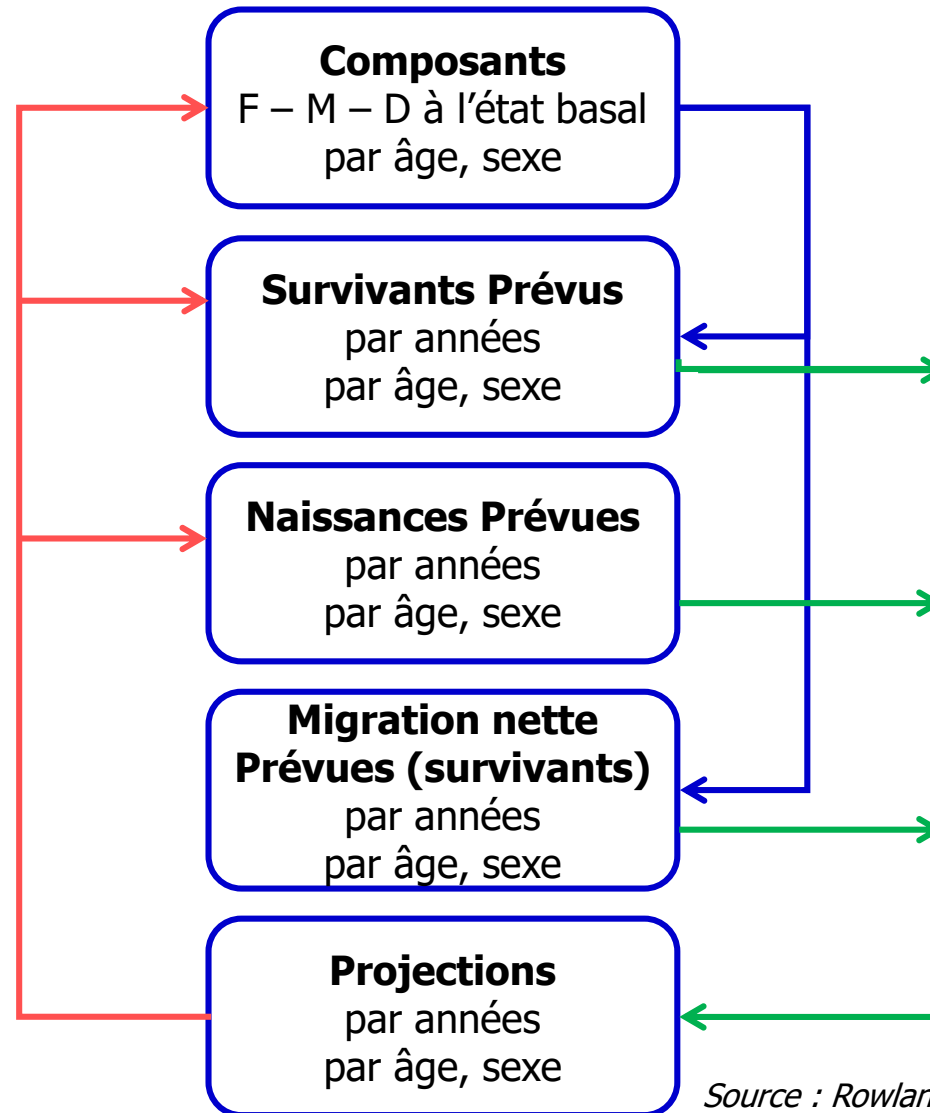 Composants
F – M – D à l'état basal
par âge, sexe
Survivants Prévus
par années
par âge, sexe
Naissances Prévues
par années
par âge, sexe
Migration nette
Prévues (survivants)
par années
par âge, sexe
Projections
par années
par âge, sexe
Source : Rowlan